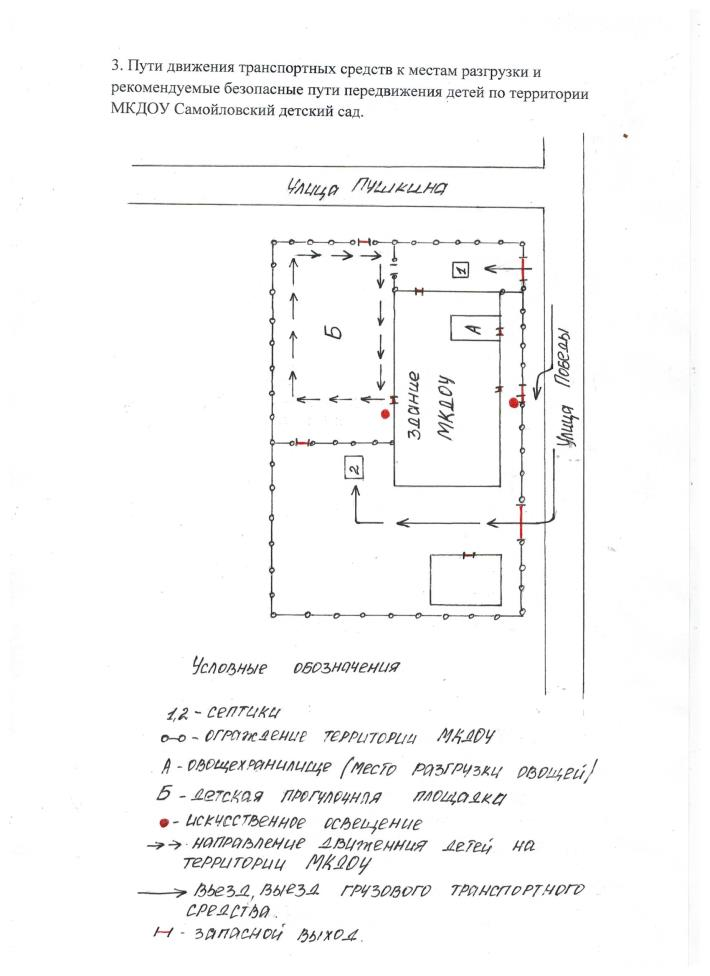 3. Пути движения транспортных средств к местам разгрузки и
рекомендуемые безопасные пути передвижения детей по территории
МКДОУ Самойловский детский сад.
Улица Пушкина
1
А
Б
Здание
МКДОУ
Улица Победы
2
Условные обозначения
1,2 - септики
- ограждение территории МКДОУ
А - овощехранилище (место разгрузки овощей)
Б - детская прогулочная площадка
- искусственное освещение
- направление движенния детей на
территории МКДОУ
- вьезд, выезд грузового транспортного
средства.
- запасной выход.